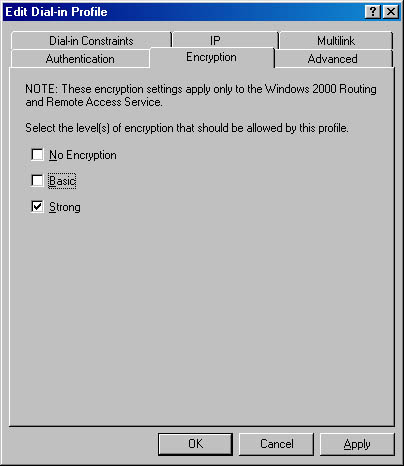 Edit Dial-in Profile
Dial-in Constraints
IP
Multilink
Authentication
Encryption
Advanced
NOTE: These encryption settings apply only to the Windows 2000 Routing
and Remote Access Service.
Select the level(s) of encryption that should be allowed by this profile.
No Encryption
Basic
Strong
OK
Cancel
Apply